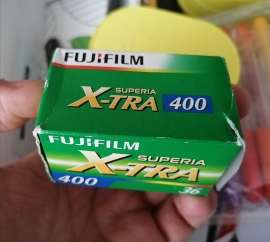 FUJIFILM
SUPERIA
X-TRA 400
FUJIFILM
SUPERIA
X-TRA
400
36